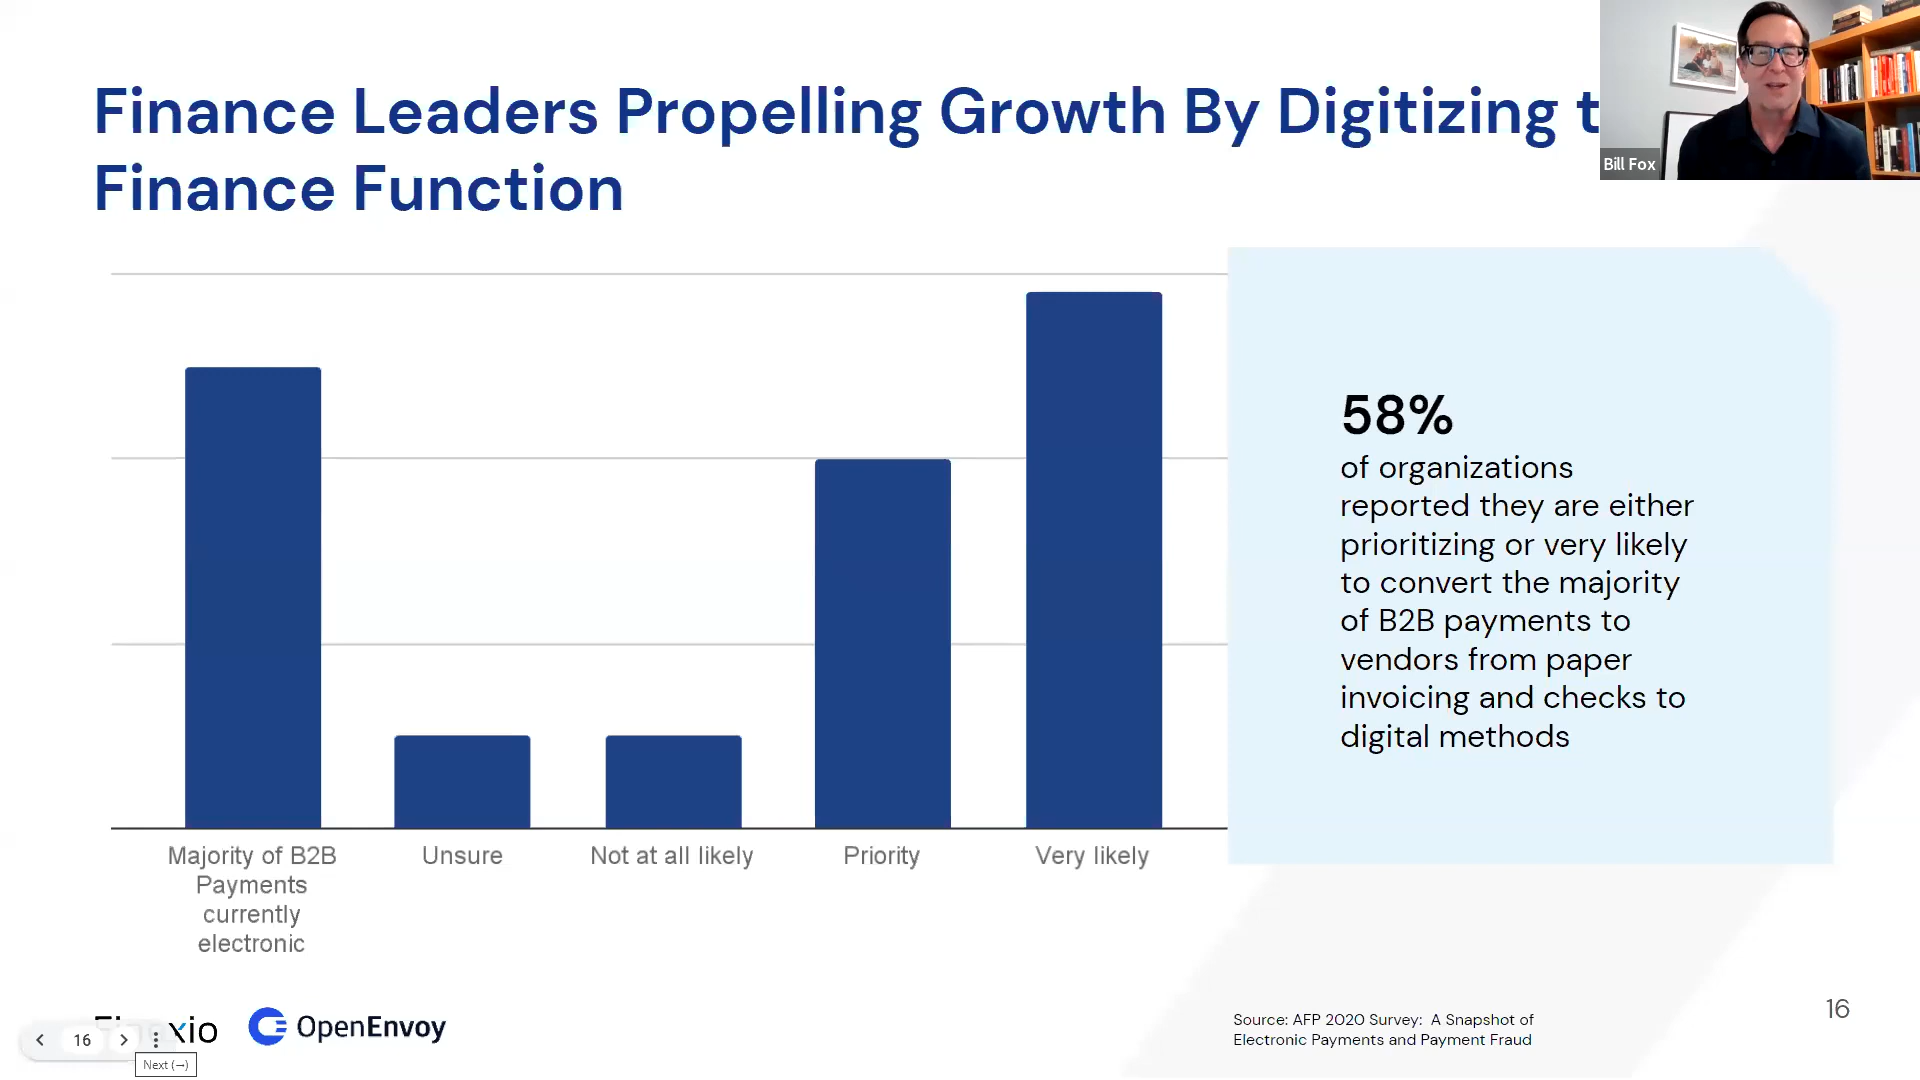 Finance Leaders Propelling Growth By Digitizing
Finance Function
Bill Fox
58%
of organizations
reported they are either
prioritizing or very likely
to convert the majority
of B2B payments to
vendors from paper
invoicing and checks to
digital methods
Majority of B2B
Payments
currently
electronic
Unsure
Not at all likely
Priority
Very likely
OpenEnvoy
Source: AFP 2020 Survey: A Snapshot of
Electronic Payments and Payment Fraud
16
16
Next (→)